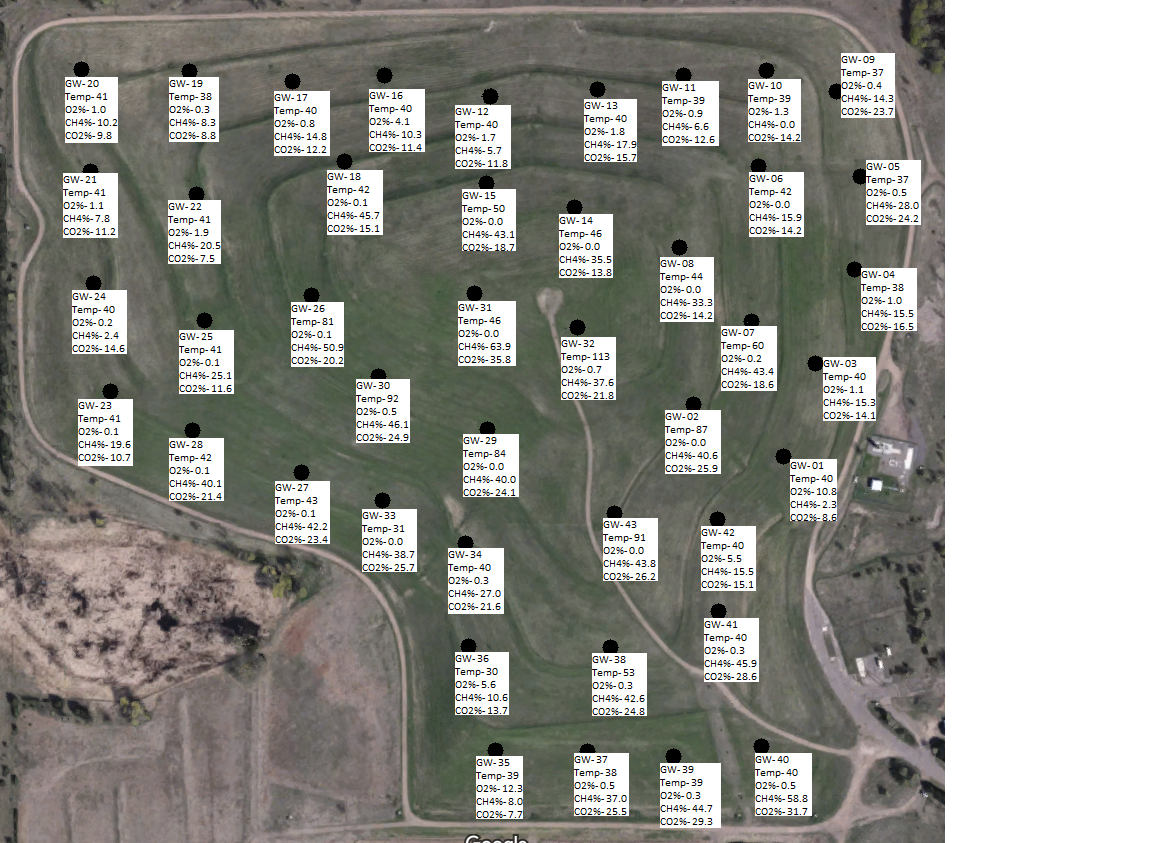 GW-20
Temp-41
O2%-1.0
CH4%-10.2
CO2%-9.8
GW-19
Temp-38
O2%-0.3
CH4%-8.3
CO2%-8.8
GW-17
Temp-40
O2%-0.8
CH4%-14.8
CO2%-12.2
GW-16
Temp-40
O2%-4.1
CH4%-10.3
CO2%-11.4
GW-12
Temp-40
O2%-1.7
CH4%-5.7
CO2%-11.8
GW-13
Temp-40
O2%-1.8
CH4%-17.9
CO2%-15.7
GW-11
Temp-39
O2%-0.9
CH4%-6.6
CO2%-12.6
GW-10
Temp-39
O2%-1.3
CH4%-0.0
CO2%-14.2
GW-09
Temp-37
O2%-0.4
CH4%-14.3
CO2%-23.7
GW-21
Temp-41
O2%-1.1
CH4%-7.8
CO2%-11.2
GW-22
Temp-41
O2%-1.9
CH4%-20.5
CO2%-7.5
GW-18
Temp-42
O2%-0.1
CH4%-45.7
CO2%-15.1
GW-15
Temp-50
O2%-0.0
CH4%-43.1
CO2%-18.7
GW-14
Temp-46
O2%-0.0
CH4%-35.5
CO2%-13.8
GW-06
Temp-42
O2%-0.0
CH4%-15.9
CO2%-14.2
GW-05
Temp-37
O2%-0.5
CH4%-28.0
CO2%-24.2
GW-08
Temp-44
O2%-0.0
CH4%-33.3
CO2%-14.2
GW-04
Temp-38
O2%-1.0
CH4%-15.5
CO2%-16.5
GW-24
Temp-40
O2%-0.2
CH4%-2.4
CO2%-14.6
GW-25
Temp-41
O2%-0.1
CH4%-25.1
CO2%-11.6
GW-26
Temp-81
O2%-0.1
CH4%-50.9
CO2%-20.2
GW-31
Temp-46
O2%-0.0
CH4%-63.9
CO2%-35.8
GW-32
Temp-113
O2%-0.7
CH4%-37.6
CO2%-21.8
GW-07
Temp-60
O2%-0.2
CH4%-43.4
CO2%-18.6
GW-03
Temp-40
O2%-1.1
CH4%-15.3
CO2%-14.1
GW-23
Temp-41
O2%-0.1
CH4%-19.6
CO2%-10.7
GW-28
Temp-42
O2%-0.1
CH4%-40.1
CO2%-21.4
GW-30
Temp-92
O2%-0.5
CH4%-46.1
CO2%-24.9
GW-29
Temp-84
O2%-0.0
CH4%-40.0
CO2%-24.1
GW-02
Temp-87
O2%-0.0
CH4%-40.6
CO2%-25.9
GW-01
Temp-40
O2%-10.8
CH4%-2.3
CO2%-8.6
GW-27
Temp-43
O2%-0.1
CH4%-42.2
CO2%-23.4
GW-33
Temp-31
O2%-0.0
CH4%-38.7
CO2%-25.7
GW-34
Temp-40
O2%-0.3
CH4%-27.0
CO2%-21.6
GW-43
Temp-91
O2%-0.0
CH4%-43.8
CO2%-26.2
GW-42
Temp-40
O2%-5.5
CH4%-15.5
CO2%-15.1
GW-41
Temp-40
O2%-0.3
CH4%-45.9
CO2%-28.6
GW-36
Temp-30
O2%-5.6
CH4%-10.6
CO2%-13.7
GW-38
Temp-53
O2%-0.3
CH4%-42.6
CO2%-24.8
GW-35
Temp-39
O2%-12.3
CH4%-8.0
CO2%-7.7
GW-37
Temp-38
O2%-0.5
CH4%-37.0
CO2%-25.5
GW-39
Temp-39
O2%-0.3
CH4%-44.7
CO2%-29.3
GW-40
Temp-40
O2%-0.5
CH4%-58.8
CO2%-31.7
Google